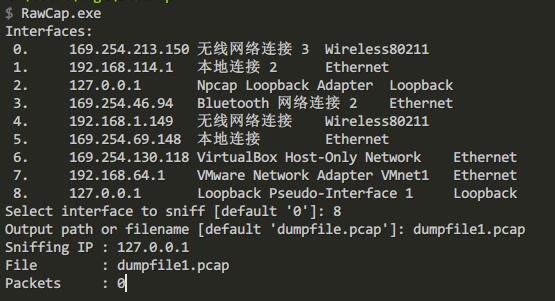 $ RawCap.exe
Interfaces:
0. 169.254.213.150 无线网络连接 3 Wireless80211
1. 192.168.114.1 本地连接 2 Ethernet
2. 127.0.0.1 Npcap Loopback Adapter Loopback
3. 169.254.46.94 Bluetooth 网络连接 2 Ethernet
4. 192.168.1.149 无线网络连接 Wireless80211
5. 169.254.69.148 本地连接 Ethernet
6. 169.254.130.118 VirtualBox Host-Only Network Ethernet
7. 192.168.64.1 VMware Network Adapter VMnet1 Ethernet
8. 127.0.0.1 Loopback Pseudo-Interface 1 Loopback
Select interface to sniff [default '0']: 8
Output path or filename [default 'dumpfile.pcap']: dumpfile1.pcap
Sniffing IP : 127.0.0.1
File : dumpfile1.pcap
Packets : 0